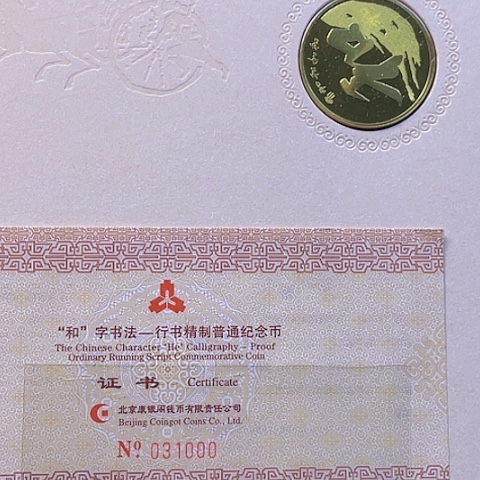 “和”字书法—行书精制普通纪念币
The Chinese Character "He" Calligraphy – Proof
Ordinary Running Script Commemorative Coin
证书 Certificate
北京康银阁钱币有限责任公司
Beijing Coingot Coins Co., Ltd.
Nº 031000